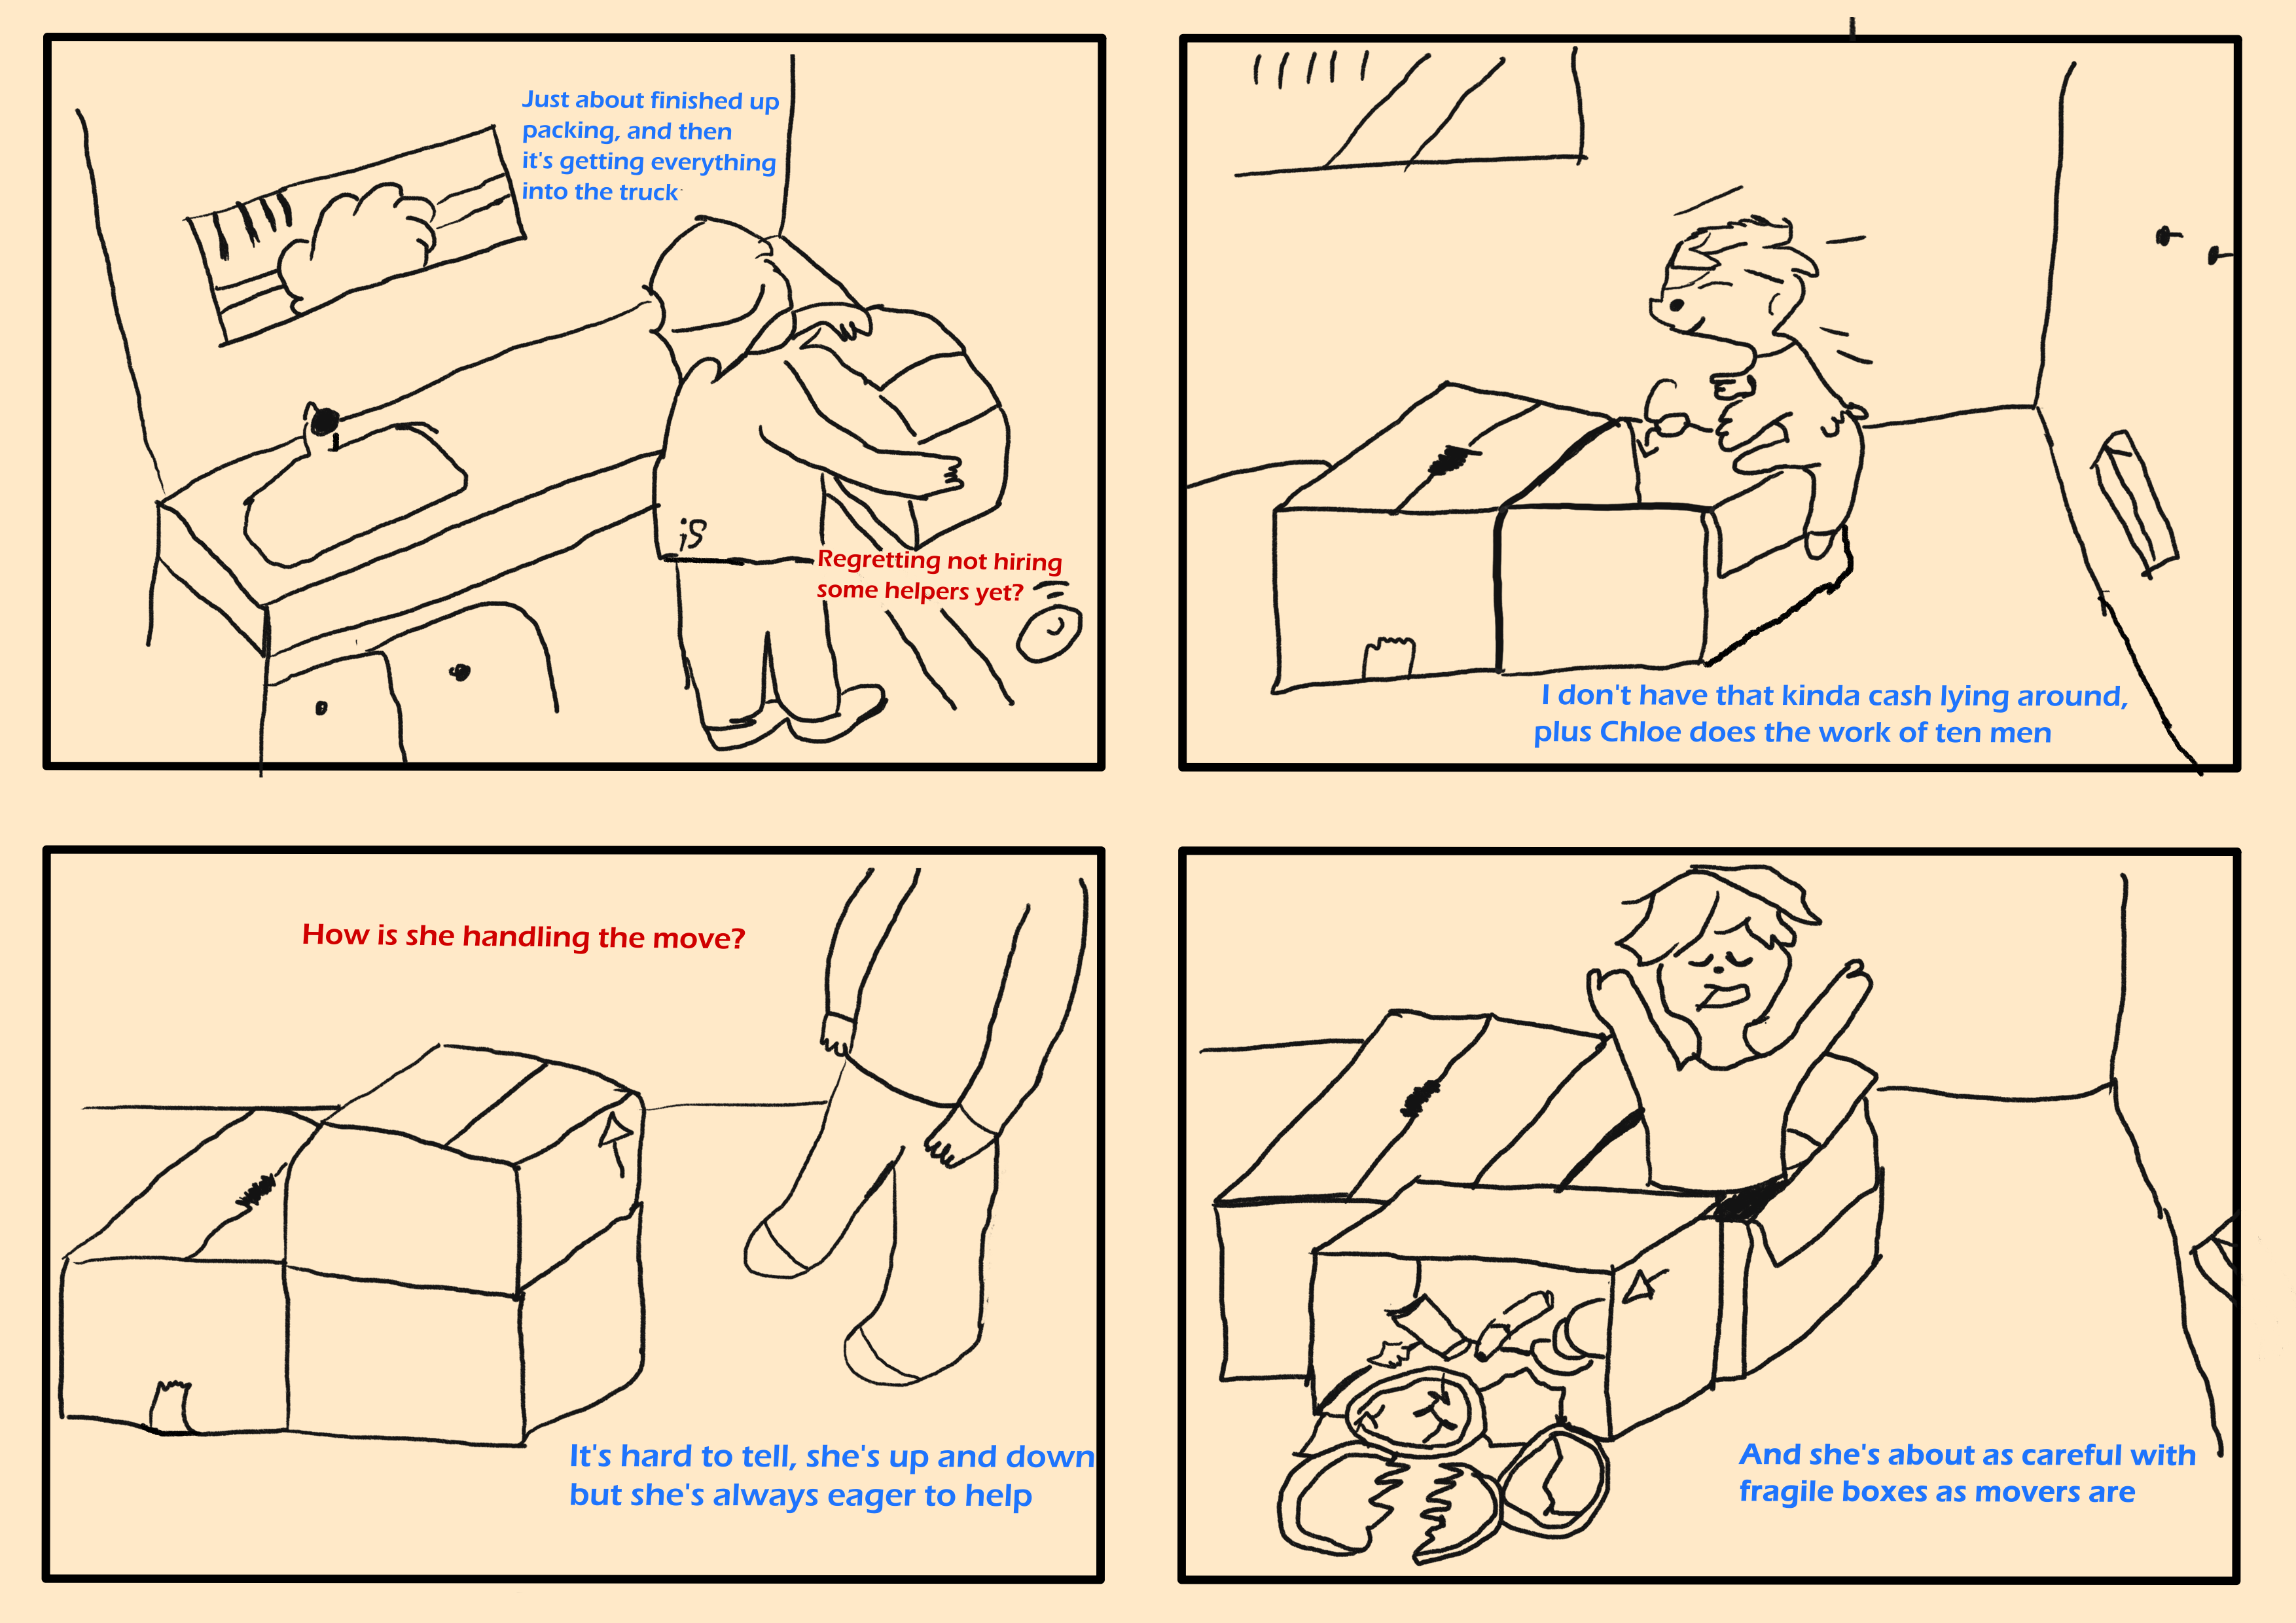 Just about finished up
packing, and then
it's getting everything
into the truck
Regretting not hiring
some helpers yet?
I don't have that kinda cash lying around,
plus Chloe does the work of ten men
How is she handling the move?
It's hard to tell, she's up and down
but she's always eager to help
And she's about as careful with
fragile boxes as movers are